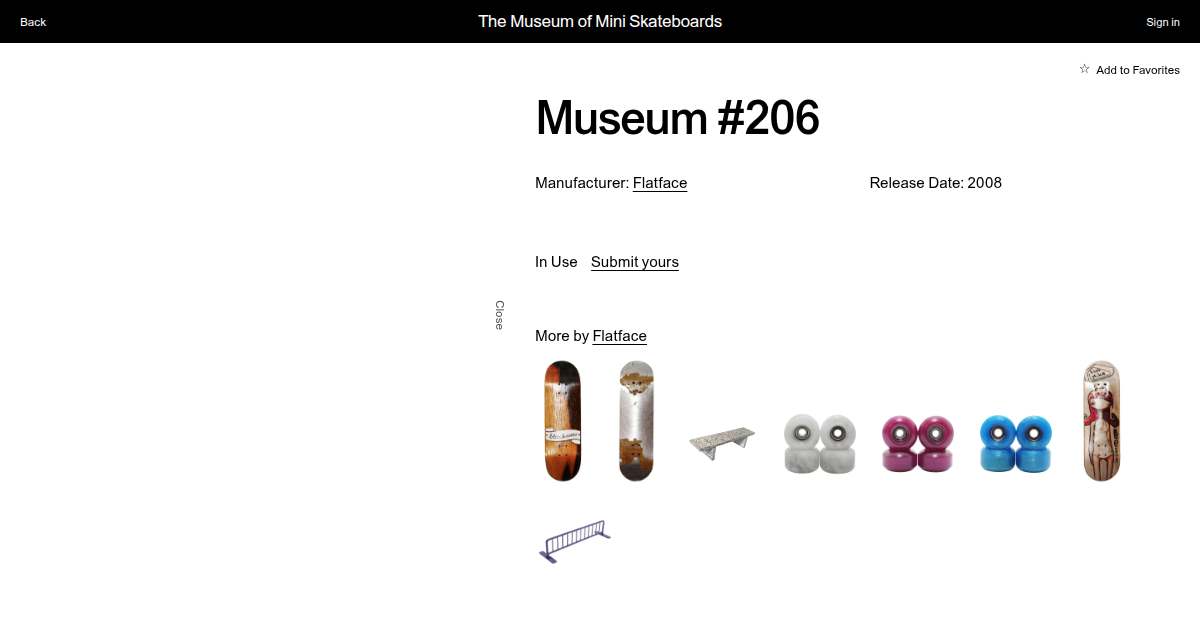 Back
The Museum of Mini Skateboards
Sign in
☆ Add to Favorites
Museum #206
Manufacturer: Flatface
Release Date: 2008
In Use Submit yours
Close
More by Flatface